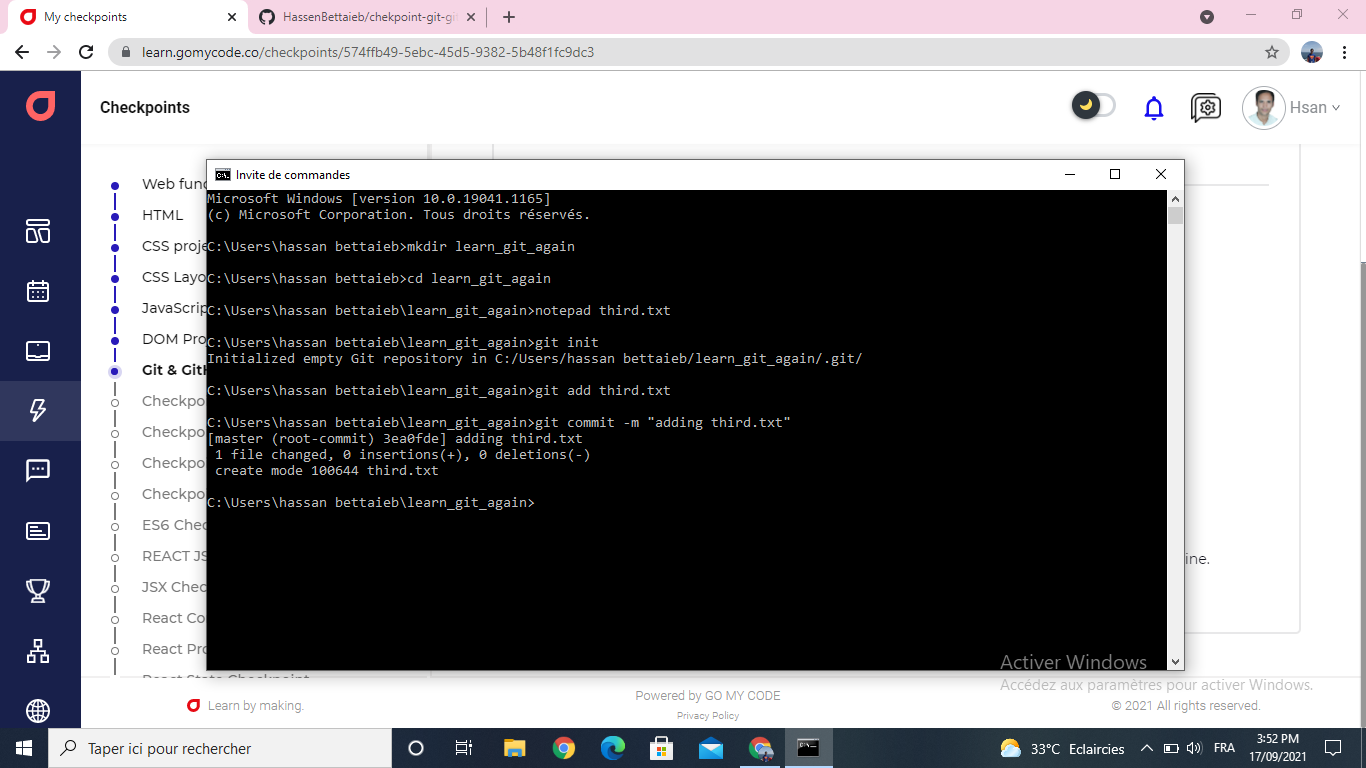 My checkpoints
HassenBettaieb/chekpoint-git-gi
learn.gomycode.co/checkpoints/574ffb49-5ebc-45d5-9382-5b48f1fc9dc3
Checkpoints
Hsan
Web fun
HTML
CSS proje
CSS Layo
JavaScrip
DOM Pro
Git & GitH
Checkpo
Checkpo
Checkpo
Checkpo
ES6 Chec
REACT JS
JSX Chec
React Co
React Pro
React State Checkpoint
Invite de commandes
Microsoft Windows [version 10.0.19041.1165]
(c) Microsoft Corporation. Tous droits réservés.
C:\Users\hassan bettaieb>mkdir learn_git_again
C:\Users\hassan bettaieb>cd learn_git_again
C:\Users\hassan bettaieb\learn_git_again>notepad third.txt
C:\Users\hassan bettaieb\learn_git_again>git init
Initialized empty Git repository in C:/Users/hassan bettaieb/learn_git_again/.git/
C:\Users\hassan bettaieb\learn_git_again>git add third.txt
C:\Users\hassan bettaieb\learn_git_again>git commit -m "adding third.txt"
[master (root-commit) 3ea0fde] adding third.txt
 1 file changed, 0 insertions(+), 0 deletions(-)
 create mode 100644 third.txt
C:\Users\hassan bettaieb\learn_git_again>
ine.
Activer Windows
Accédez aux paramètres pour activer Windows.
Learn by making.
Powered by GO MY CODE
Privacy Policy
© 2021 All rights reserved.
Taper ici pour rechercher
33°C Eclaircies
FRA
3:52 PM
17/09/2021